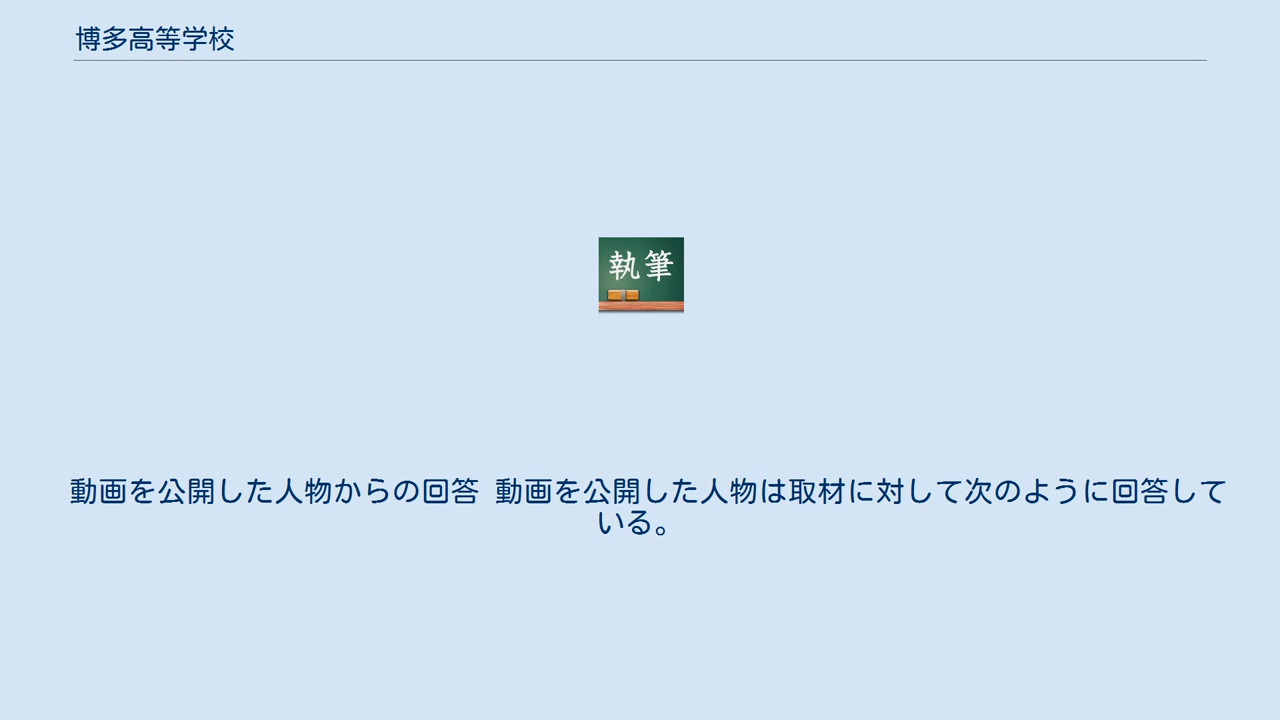 博多高等学校
執筆
動画を公開した人物からの回答 動画を公開した人物は取材に対して次のように回答して
いる。